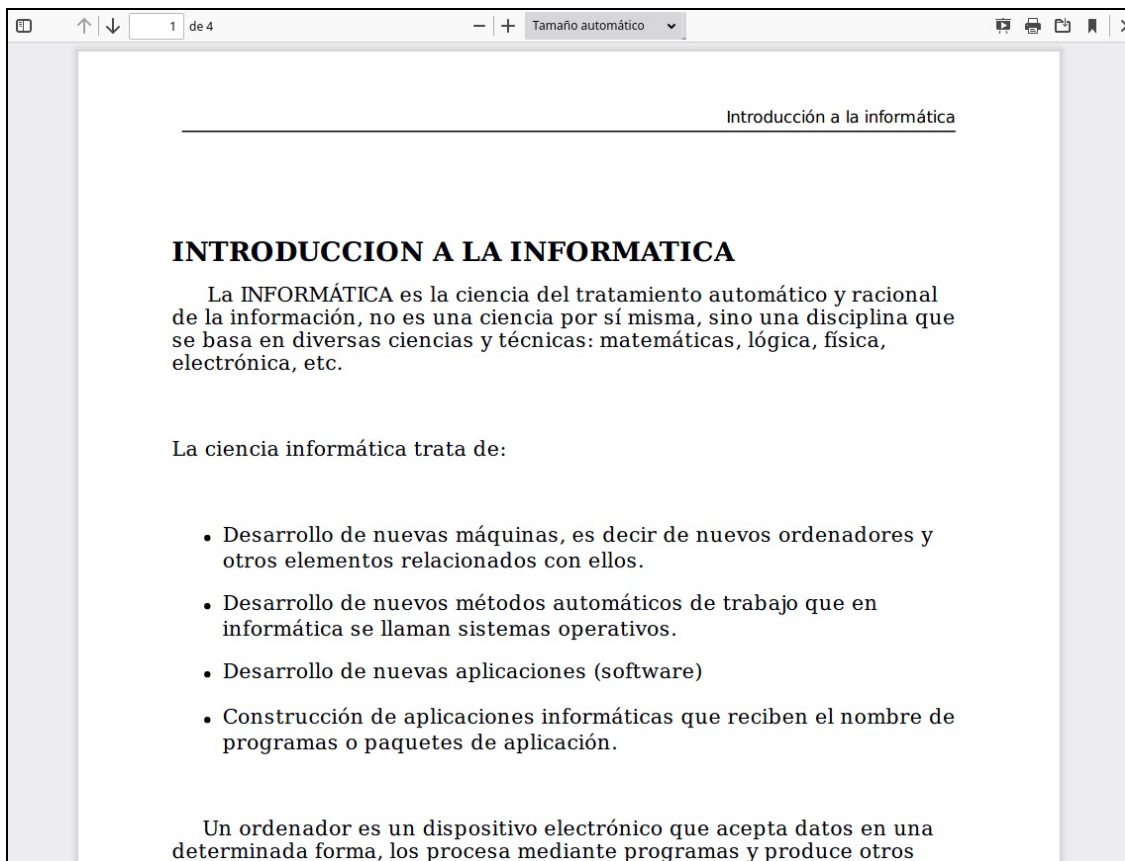 1 de 4
Tamaño automático
Introducción a la informática
INTRODUCCION A LA INFORMATICA
La INFORMÁTICA es la ciencia del tratamiento automático y racional
de la información, no es una ciencia por sí misma, sino una disciplina que
se basa en diversas ciencias y técnicas: matemáticas, lógica, física,
electrónica, etc.
La ciencia informática trata de:
• Desarrollo de nuevas máquinas, es decir de nuevos ordenadores y
otros elementos relacionados con ellos.
• Desarrollo de nuevos métodos automáticos de trabajo que en
informática se llaman sistemas operativos.
• Desarrollo de nuevas aplicaciones (software)
• Construcción de aplicaciones informáticas que reciben el nombre de
programas o paquetes de aplicación.
Un ordenador es un dispositivo electrónico que acepta datos en una
determinada forma, los procesa mediante programas y produce otros